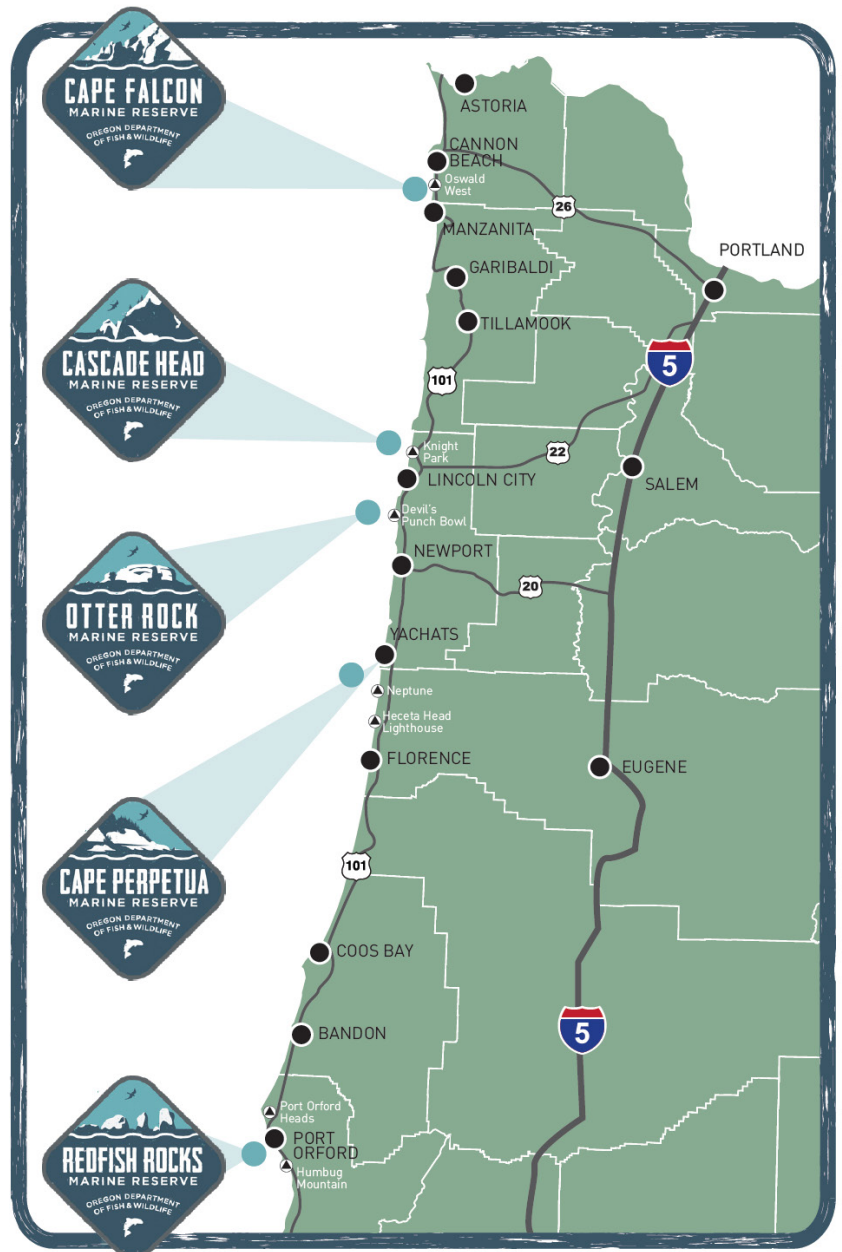 CAPE FALCON
MARINE RESERVE
OREGON DEPARTMENT
OF FISH & WILDLIFE
CASCADE HEAD
MARINE RESERVE
OREGON DEPARTMENT
OF FISH & WILDLIFE
OTTER ROCK
MARINE RESERVE
OREGON DEPARTMENT
OF FISH & WILDLIFE
CAPE PERPETUA
MARINE RESERVE
OREGON DEPARTMENT
OF FISH & WILDLIFE
REDFISH ROCKS
MARINE RESERVE
OREGON DEPARTMENT
OF FISH & WILDLIFE
ASTORIA
CANNON
BEACH
Oswald
West
26
MANZANITA
PORTLAND
GARIBALDI
TILLAMOOK
5
101
Knight
Park
22
LINCOLN CITY
SALEM
Devil's
Punch Bowl
NEWPORT
20
YACHATS
Neptune
Heceta Head
Lighthouse
FLORENCE
EUGENE
101
COOS BAY
5
BANDON
Port Orford
Heads
PORT
ORFORD
Humbug
Mountain